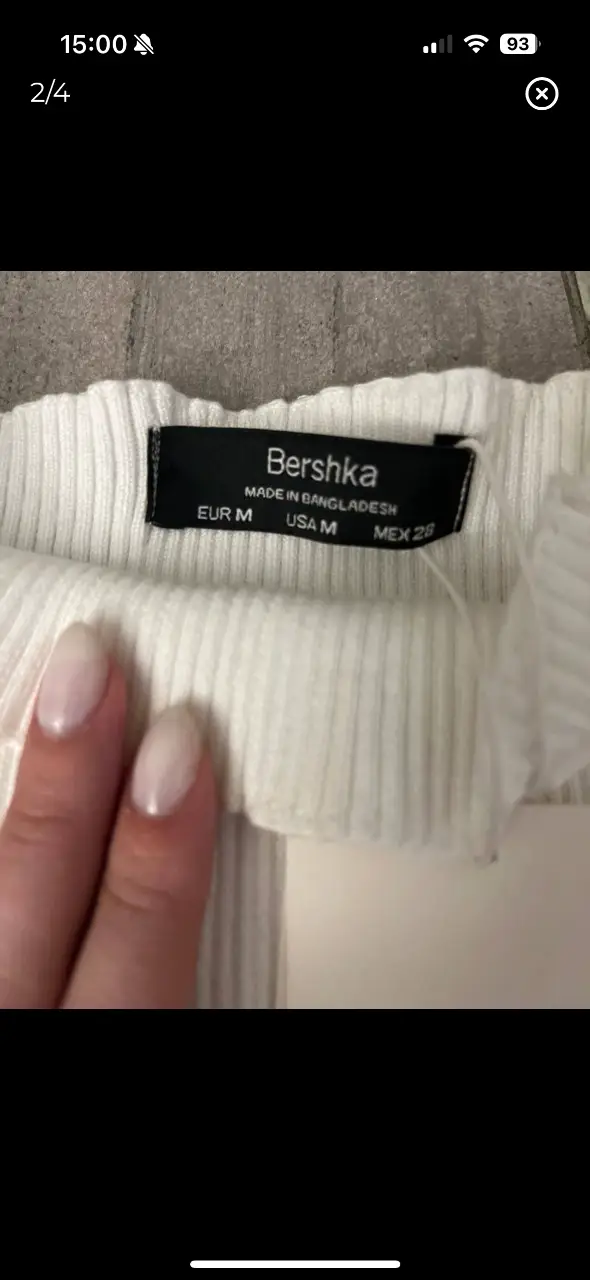 15:00
93
2/4
Bershka
MADE IN BANGLADESH
EUR M USA M MEX 28